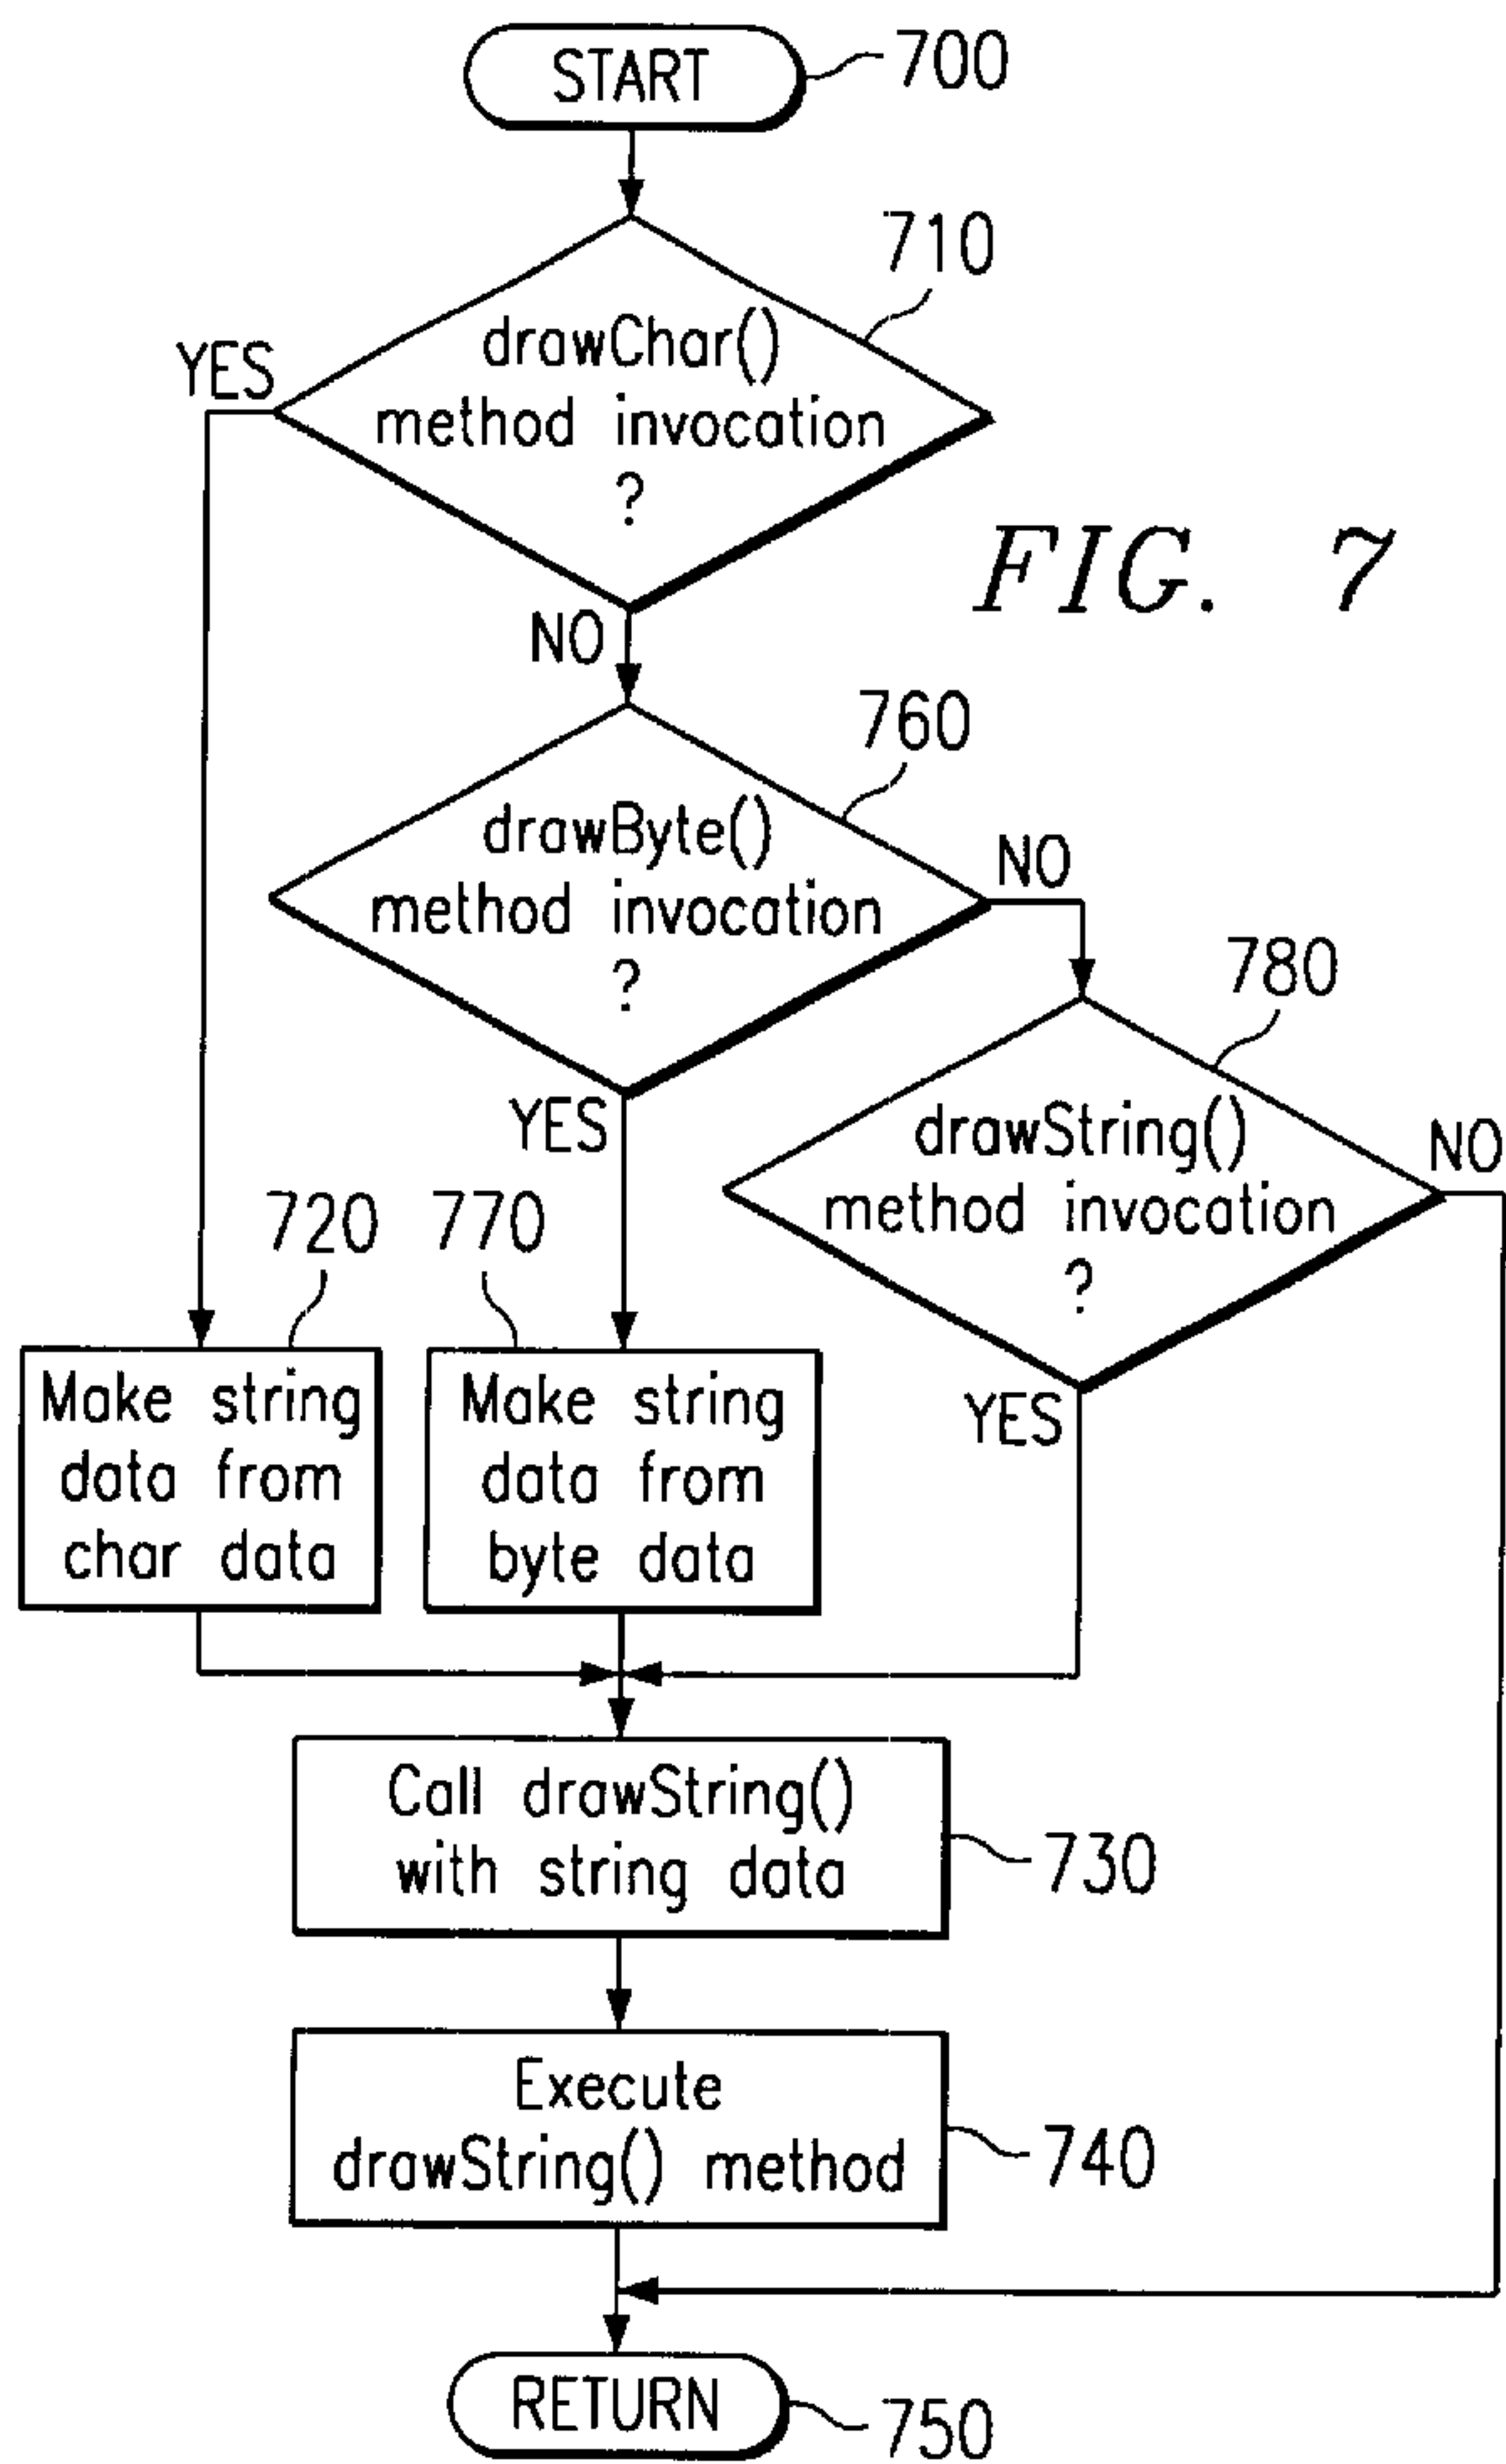 START
700
710
drawChar()
method invocation
?
YES
FIG. 7
NO
760
drawByte()
method invocation
?
NO
780
YES
drawString()
method invocation
?
NO
720
770
YES
Make string
data from
char data
Make string
data from
byte data
Call drawString()
with string data
730
Execute
drawString() method
740
RETURN
750